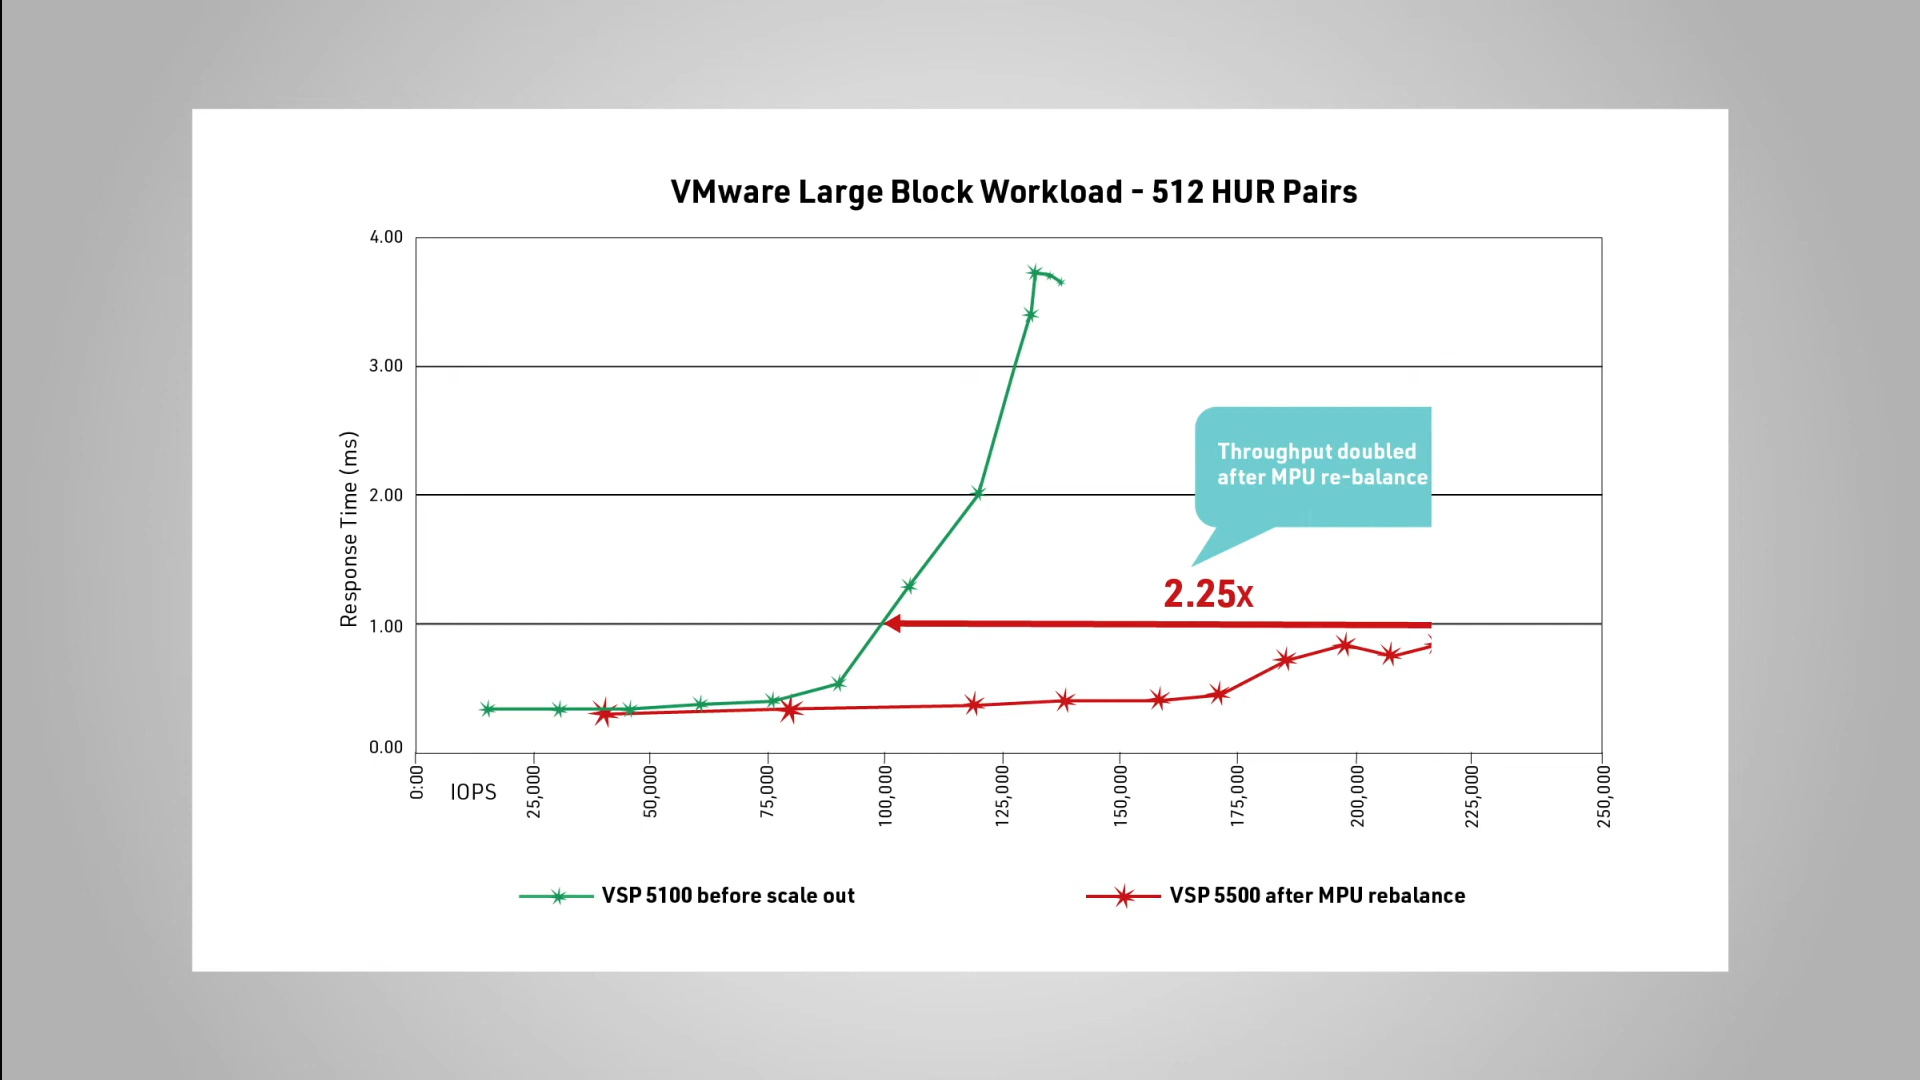 VMware Large Block Workload - 512 HUR Pairs
4.00
3.00
2.00
1.00
0.00
Response Time (ms)
Throughput doubled
after MPU re-balance
2.25x
0:00
25,000
50,000
75,000
100,000
125,000
150,000
175,000
200,000
225,000
250,000
IOPS
VSP 5100 before scale out
VSP 5500 after MPU rebalance